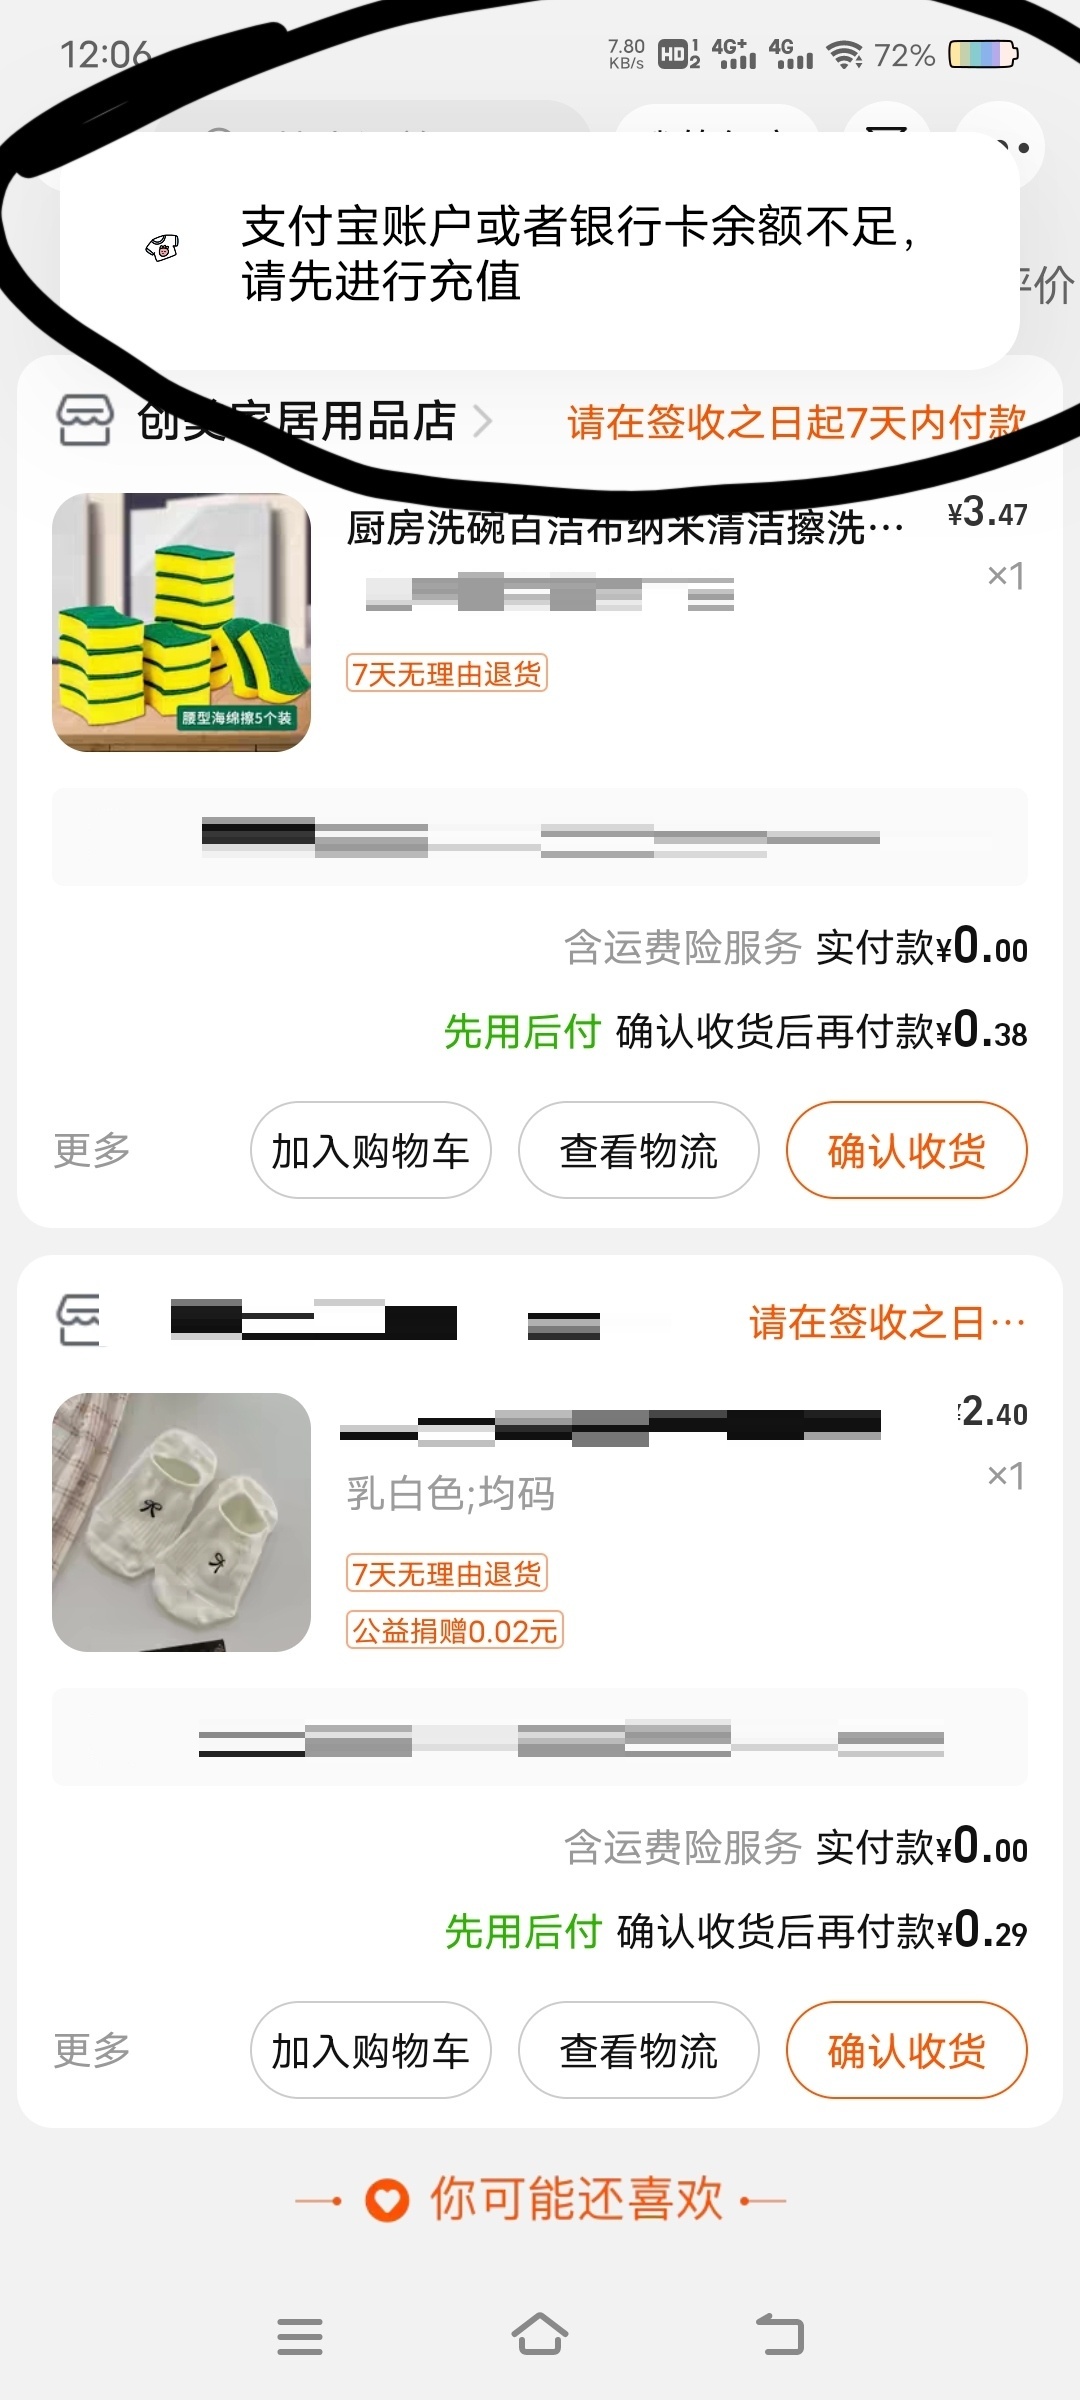 12:06
7.80
KB/s
HD 1 2
4G+
4G
72%
支付宝账户或者银行卡余额不足,
请先进行充值
评价
创美家居用品店
请在签收之日起7天内付款
厨房洗碗百洁布纳米清洁擦洗…
¥3.47
×1
7天无理由退货
腰型海绵擦5个装
含运费险服务 实付款¥0.00
先用后付 确认收货后再付款¥0.38
更多
加入购物车
查看物流
确认收货
请在签收之日…
¥2.40
乳白色;均码
×1
7天无理由退货
公益捐赠0.02元
含运费险服务 实付款¥0.00
先用后付 确认收货后再付款¥0.29
更多
加入购物车
查看物流
确认收货
你可能还喜欢